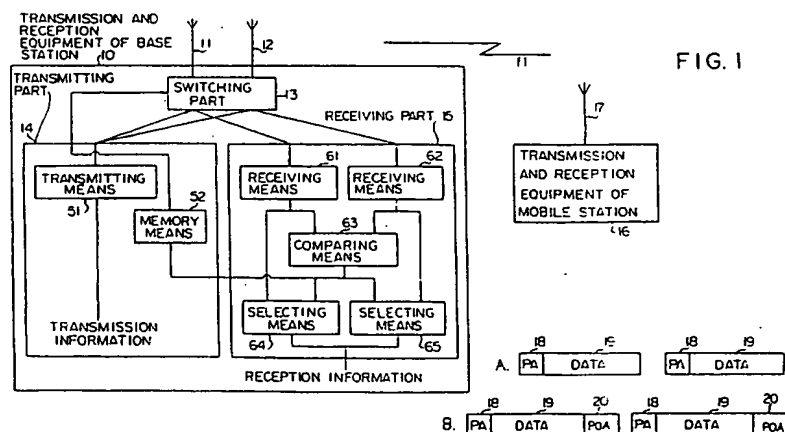 TRANSMISSION AND
RECEPTION
EQUIPMENT OF BASE
STATION
10
11
12
f1
FIG. 1
TRANSMITTING
PART
14
SWITCHING
PART
13
RECEIVING PART 15
17
TRANSMITTING
MEANS
51
52
MEMORY
MEANS
61
RECEIVING
MEANS
62
RECEIVING
MEANS
63
COMPARING
MEANS
SELECTING
MEANS
64
SELECTING
MEANS
65
TRANSMISSION
INFORMATION
RECEPTION INFORMATION
TRANSMISSION
AND RECEPTION
EQUIPMENT OF
MOBILE STATION
16
18 19 18 19
A. PA DATA PA DATA
18 19 20 18 19 20
B. PA DATA POA PA DATA POA